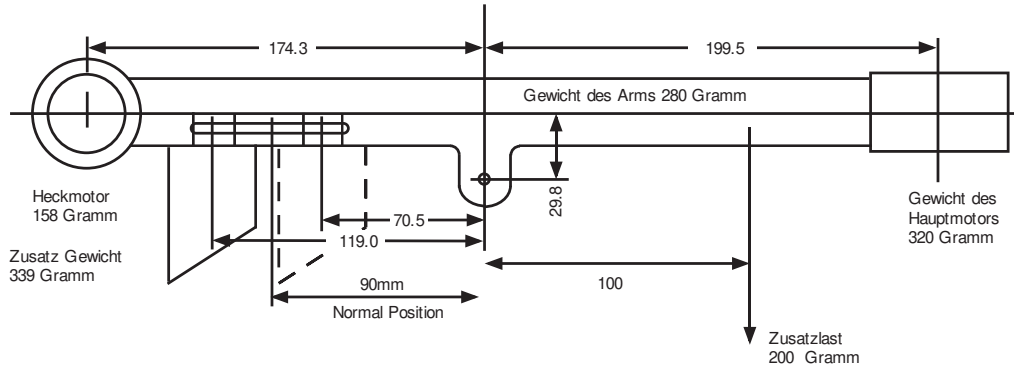 174.3
199.5
Gewicht des Arms 280 Gramm
29.8
Heckmotor
158 Gramm
Zusatz Gewicht
339 Gramm
70.5
119.0
90mm
Normal Position
100
Gewicht des
Hauptmotors
320 Gramm
Zusatzlast
200 Gramm